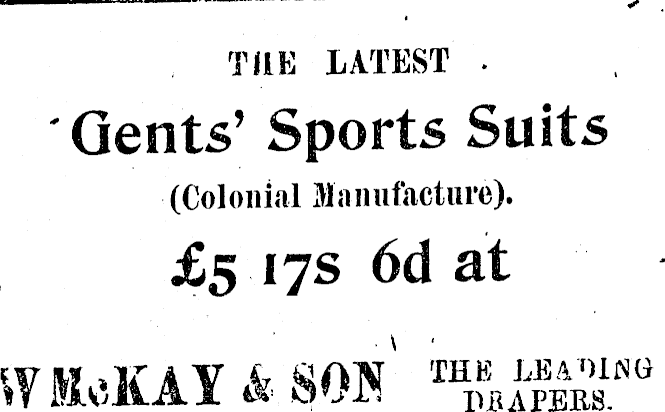 THE LATEST
Gents' Sports Suits
(Colonial Manufacture).
£5 17s 6d at
W McKAY & SON THE LEADING
DRAPERS.